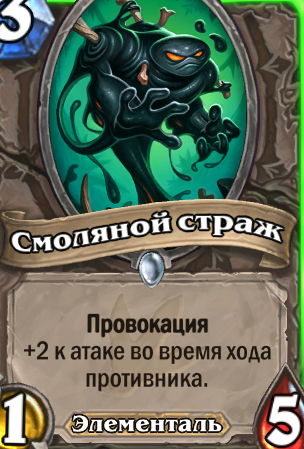 3
Смоляной страж
Провокация
+2 к атаке во время хода
противника.
1
Элементаль
5